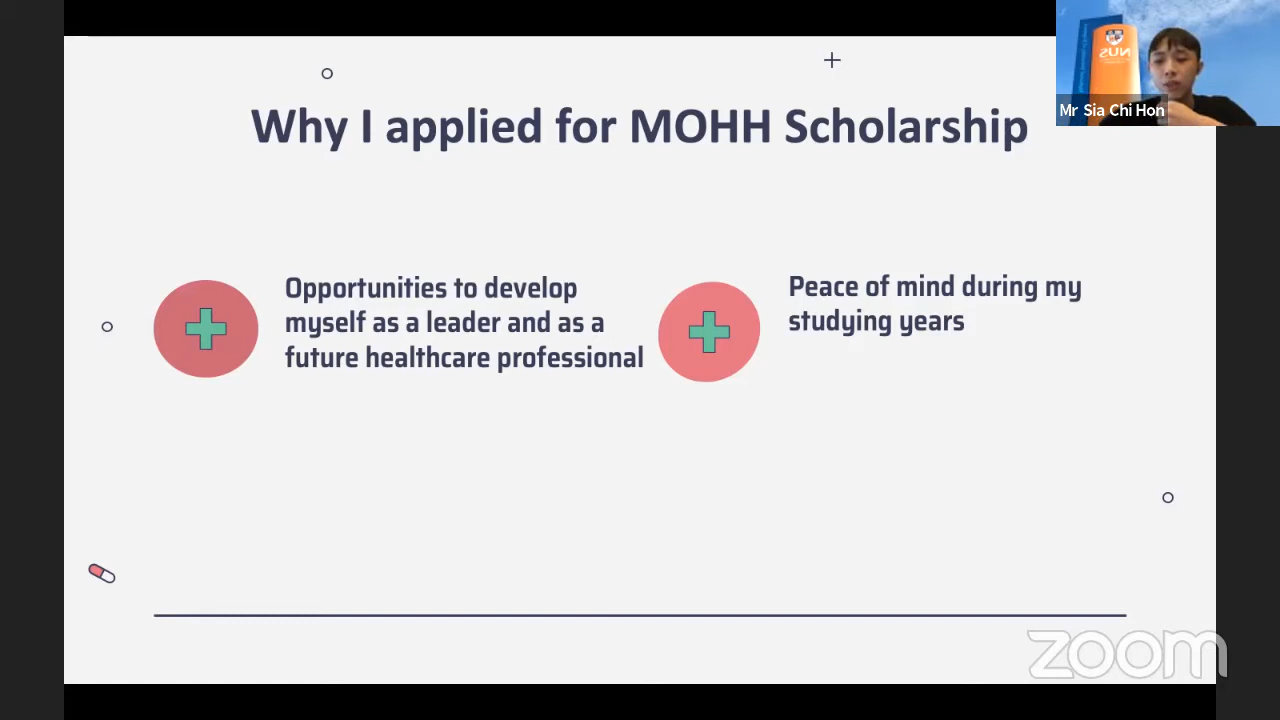 Why I applied for MOHH Scholarship
Mr Sia Chi Hon
NUS
Opportunities to develop
myself as a leader and as a
future healthcare professional
Peace of mind during my
studying years
zoom